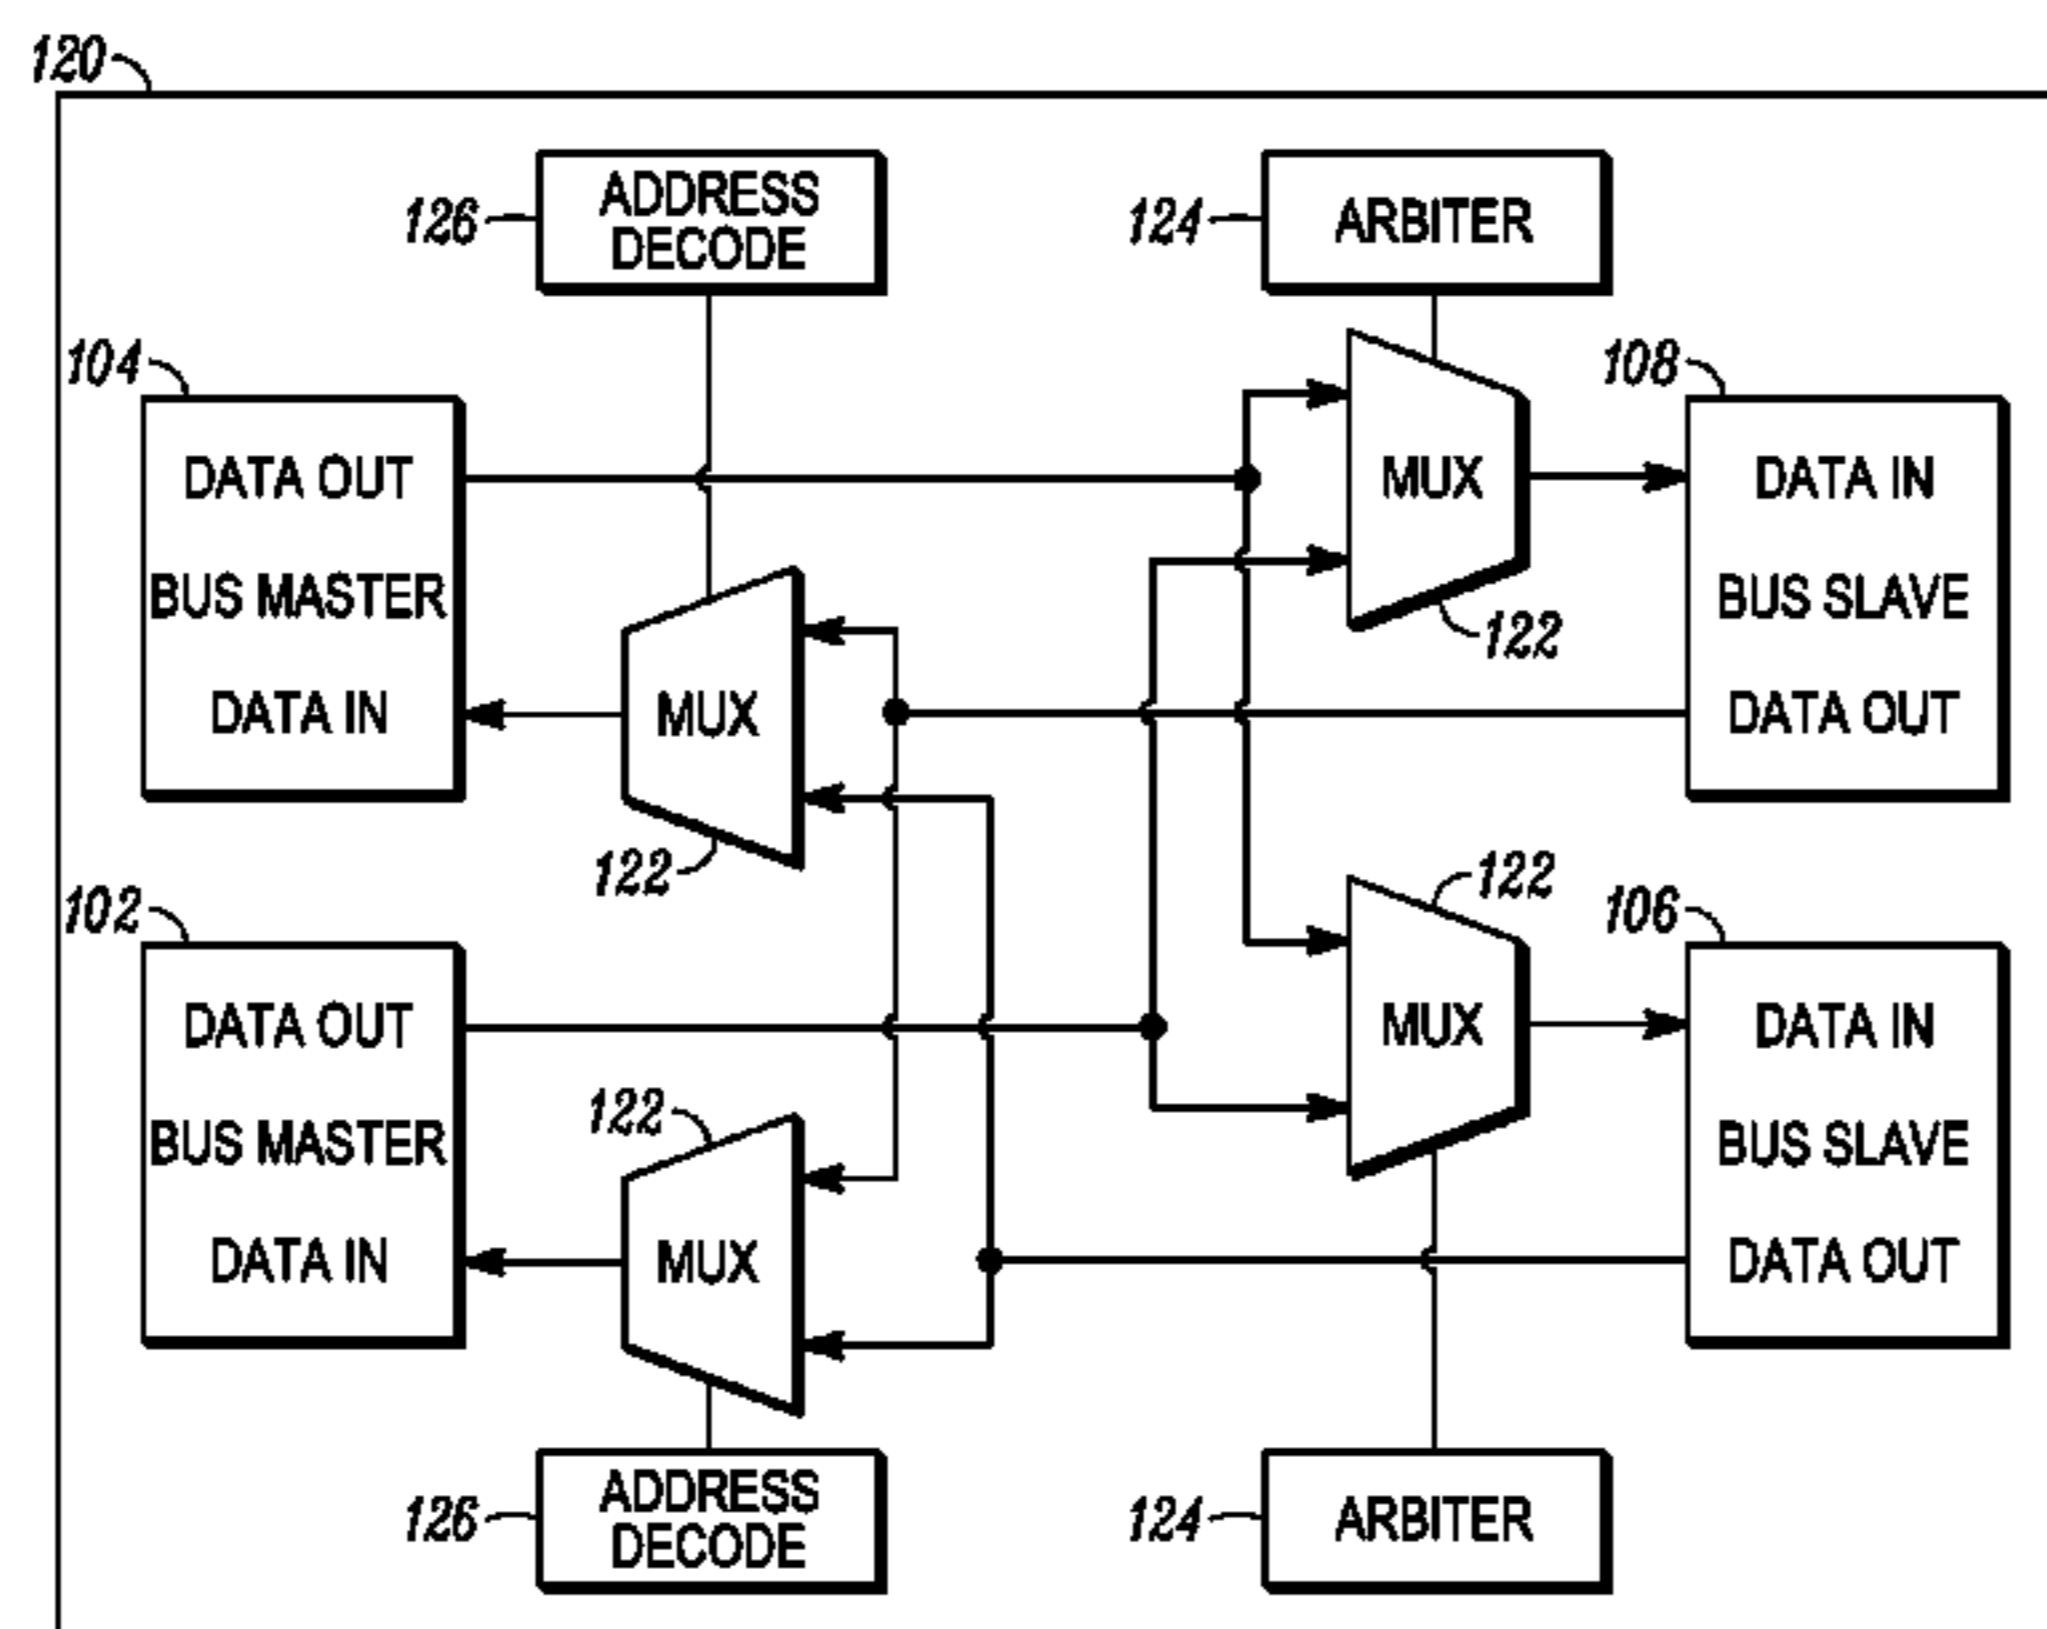 120
126
ADDRESS
DECODE
124
ARBITER
104
DATA OUT
BUS MASTER
DATA IN
MUX
122
MUX
122
108
DATA IN
BUS SLAVE
DATA OUT
102
DATA OUT
BUS MASTER
DATA IN
122
MUX
122
MUX
106
DATA IN
BUS SLAVE
DATA OUT
126
ADDRESS
DECODE
124
ARBITER